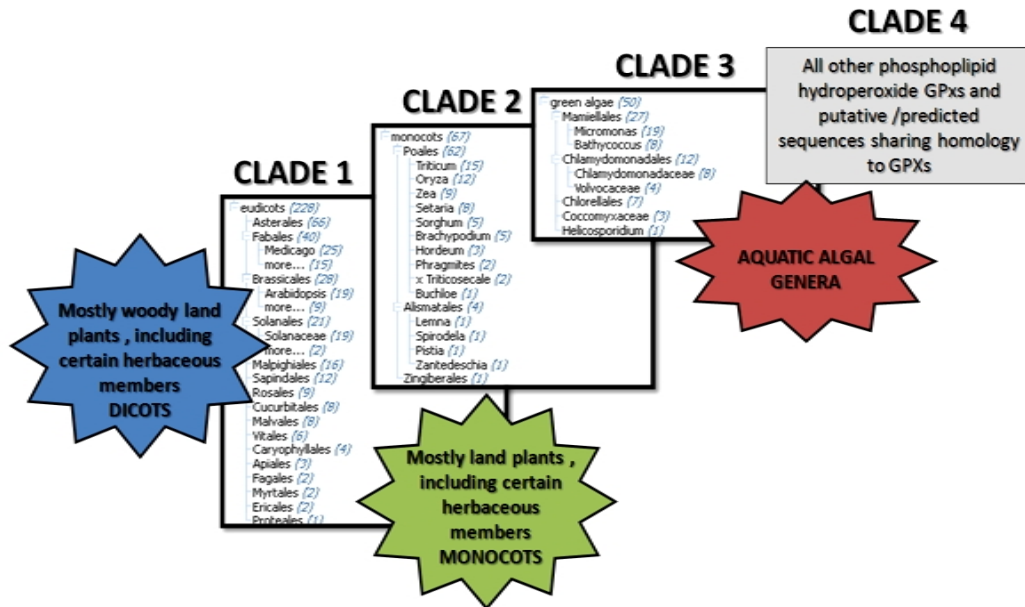 CLADE 4
All other phosphoplipid
hydroperoxide GPxs and
putative /predicted
sequences sharing homology
to GPXs
CLADE 3
green algae (50)
Mamiellales (27)
Micromonas (19)
Bathycoccus (8)
Chlamydomonadales (12)
Chlamydomonadaceae (8)
Volvocaceae (4)
Chlorellales (7)
Coccomyxaceae (3)
Helicosporidium (1)
AQUATIC ALGAL
GENERA
CLADE 2
monocots (67)
Poales (62)
Triticum (15)
Oryza (12)
Zea (9)
Setaria (8)
Sorghum (5)
Brachypodium (5)
Hordeum (3)
Phragmites (2)
x Triticosecale (2)
Buchloe (1)
Alismatales (4)
Lemna (1)
Spirodela (1)
Pistia (1)
Zantedeschia (1)
Zingiberales (1)
Mostly land plants ,
including certain
herbaceous
members
MONOCOTS
CLADE 1
eudicots (228)
Asterales (66)
Fabales (40)
Medicago (25)
more... (15)
Brassicales (28)
Arabidopsis (19)
more... (9)
Solanales (21)
Solanaceae (19)
more... (2)
Malpighiales (16)
Sapindales (12)
Rosales (9)
Cucurbitales (8)
Malvales (8)
Vitales (6)
Caryophyllales (4)
Apiales (3)
Fagales (2)
Myrtales (2)
Ericales (2)
Proteales (1)
Mostly woody land
plants , including
certain herbaceous
members
DICOTS